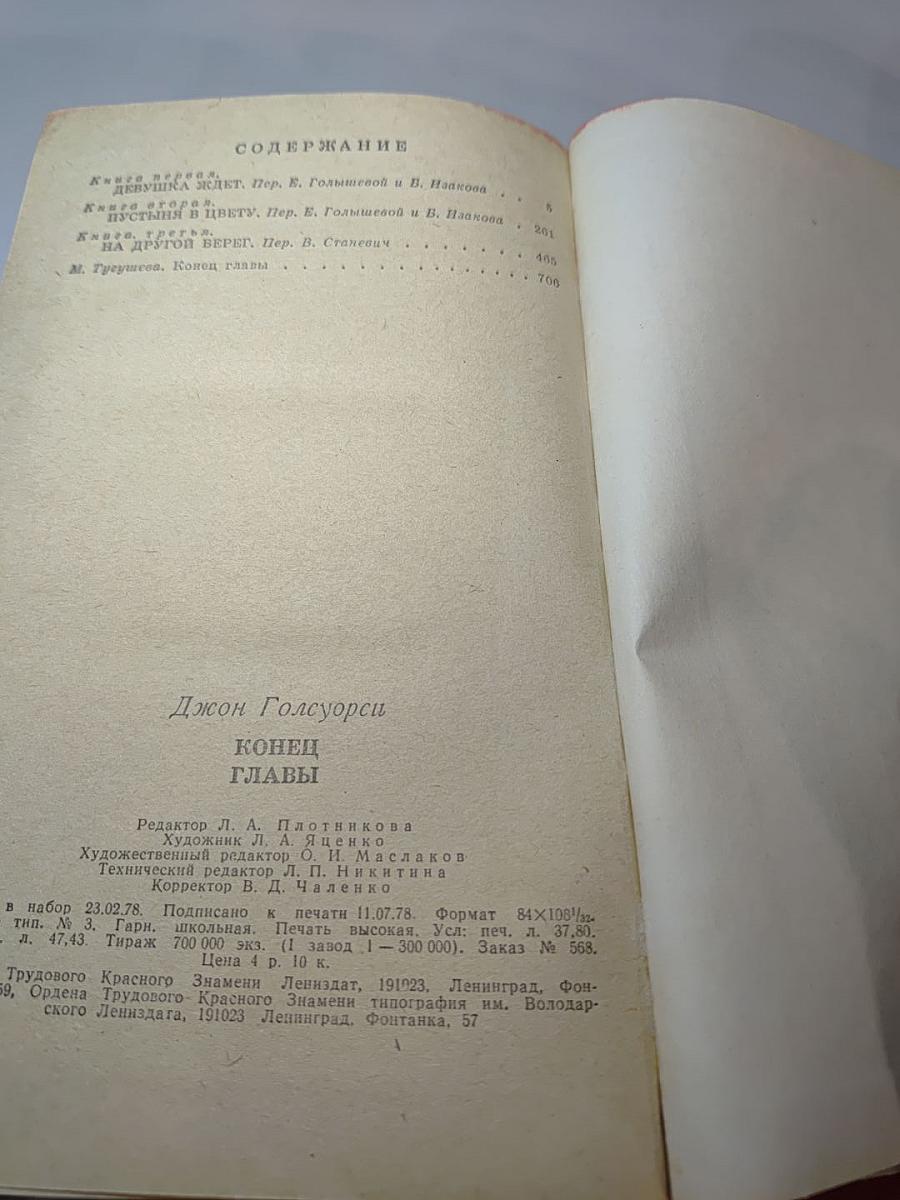 СОДЕРЖАНИЕ
Книга первая.
ДЕВУШКА ЖДЕТ. Пер. Е. Голышевой и Б. Изакова . . 5
Книга вторая.
ПУСТЫНЯ В ЦВЕТУ. Пер. Е. Голышевой и Б. Изакова . 261
Книга третья.
НА ДРУГОЙ БЕРЕГ. Пер. В. Станевич . . . . . . . 465
М. Тугушева. Конец главы . . . . . . . . . . . . . . 706
Джон Голсуорси
КОНЕЦ
ГЛАВЫ
Редактор Л. А. Плотникова
Художник Л. А. Яценко
Художественный редактор О. И. Маслаков
Технический редактор Л. П. Никитина
Корректор В. Д. Чаленко
в набор 23.02.78. Подписано к печати 11.07.78. Формат 84×108¹/₃₂.
тип. № 3. Гарн. школьная. Печать высокая. Усл. печ. л. 37,80.
л. 47,43. Тираж 700 000 экз. (I завод 1 — 300 000). Заказ № 568.
Цена 4 р. 10 к.
Трудового Красного Знамени Лениздат, 191023, Ленинград, Фон-
59. Ордена Трудового Красного Знамени типография им. Володар-
ского Лениздата, 191023 Ленинград, Фонтанка, 57